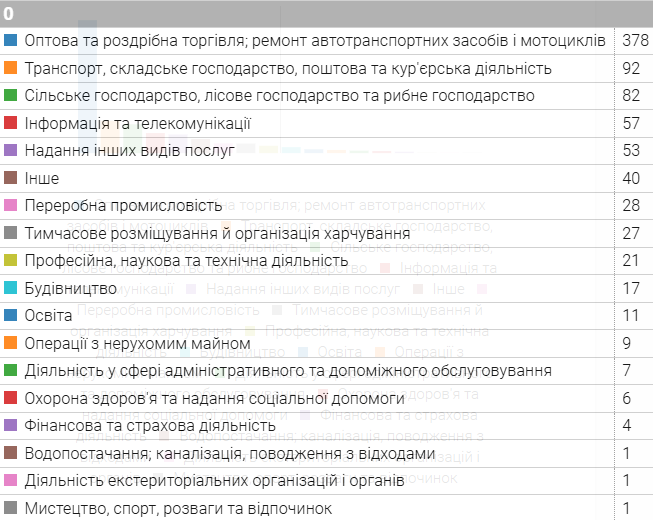 0
Оптова та роздрібна торгівля; ремонт автотранспортних засобів і мотоциклів 378
Транспорт, складське господарство, поштова та кур'єрська діяльність 92
Сільське господарство, лісове господарство та рибне господарство 82
Інформація та телекомунікації 57
Надання інших видів послуг 53
Інше 40
Переробна промисловість 28
Тимчасове розміщування й організація харчування 27
Професійна, наукова та технічна діяльність 21
Будівництво 17
Освіта 11
Операції з нерухомим майном 9
Діяльність у сфері адміністративного та допоміжного обслуговування 7
Охорона здоров'я та надання соціальної допомоги 6
Фінансова та страхова діяльність 4
Водопостачання; каналізація, поводження з відходами 1
Діяльність екстериторіальних організацій і органів 1
Мистецтво, спорт, розваги та відпочинок 1